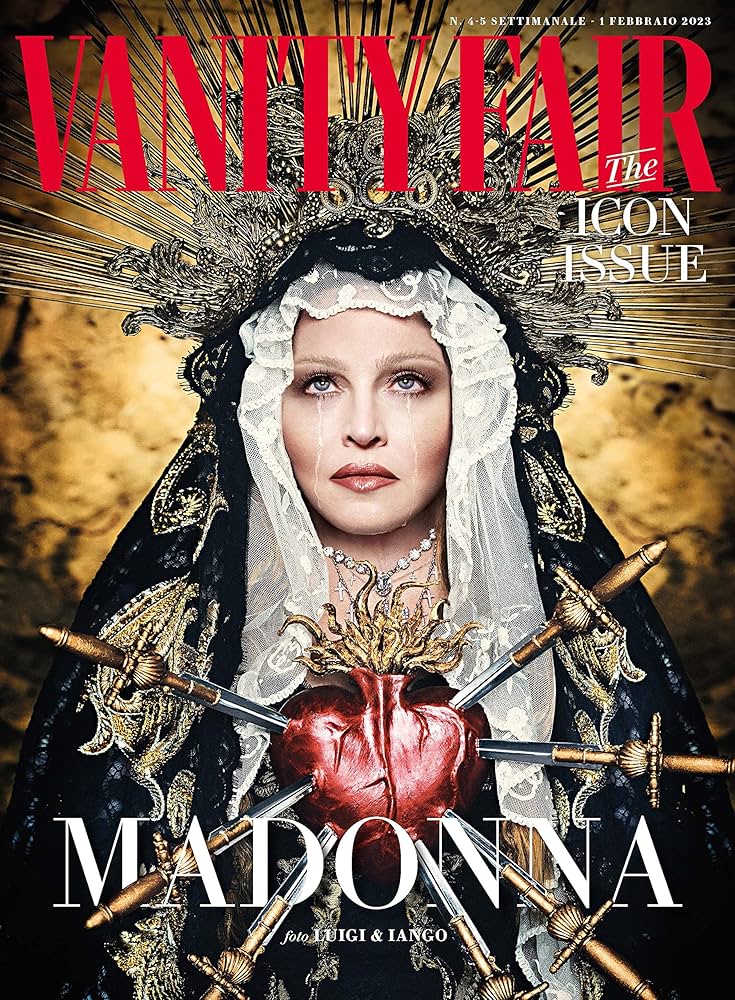 N. 4-5 SETTIMANALE - 1 FEBBRAIO 2023
VANITY FAIR
The
ICON
ISSUE
MADONNA
foto LUIGI & IANGO